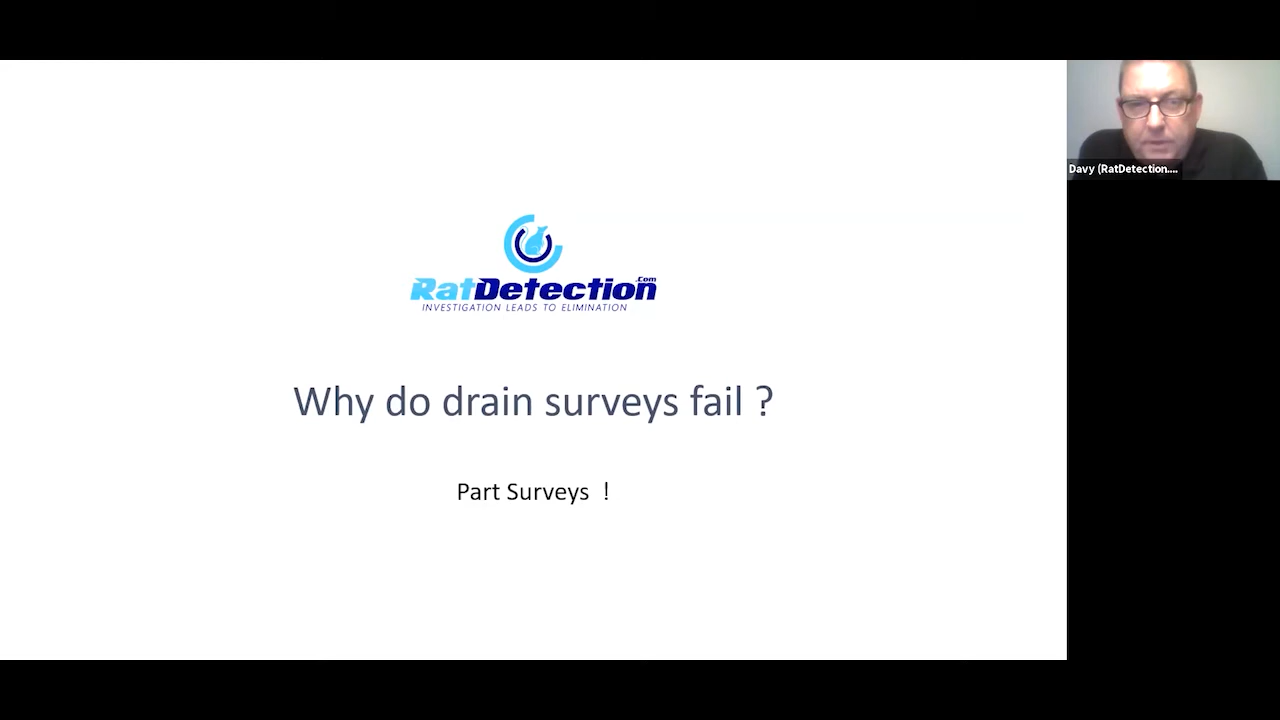 RatDetection.Com
INVESTIGATION LEADS TO ELIMINATION
Why do drain surveys fail ?
Part Surveys !
Davy (RatDetection....